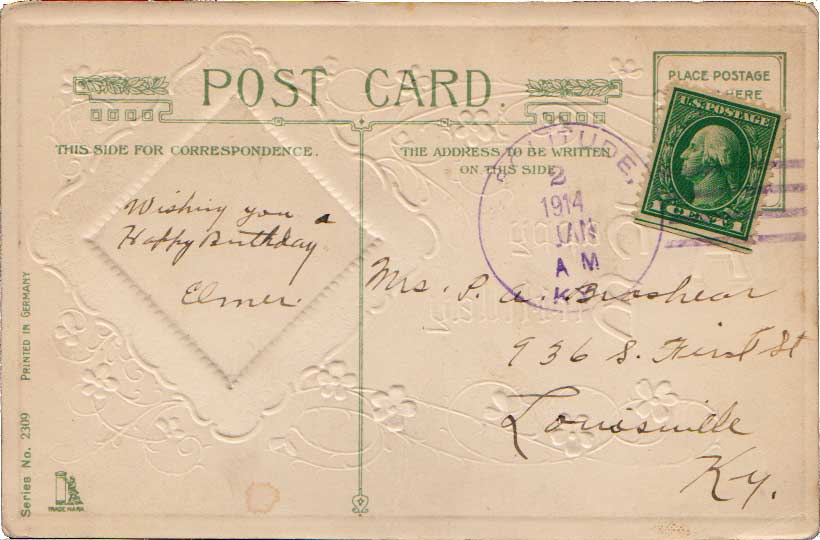 POST CARD.
THIS SIDE FOR CORRESPONDENCE.
THE ADDRESS TO BE WRITTEN
ON THIS SIDE
PLACE POSTAGE
HERE
U.S. POSTAGE
1 CENT 1
2
1914
JAN
A M
KY
Wishing you a
Happy Birthday
Elmer.
Mrs. P. A. Brashear
936 S. First St
Louisville
Ky.
Series No. 2309 PRINTED IN GERMANY
TRADE MARK